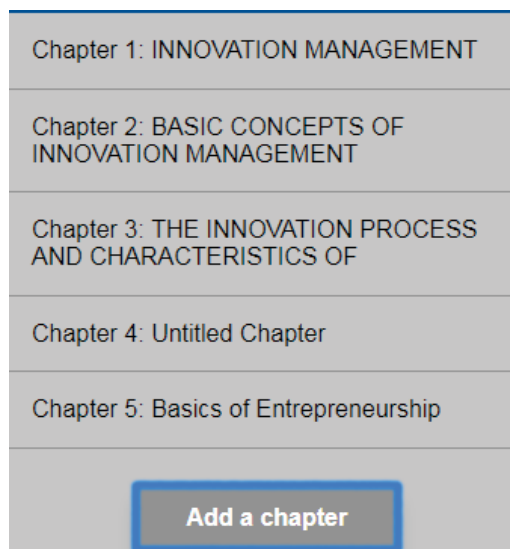 Chapter 1: INNOVATION MANAGEMENT
Chapter 2: BASIC CONCEPTS OF
INNOVATION MANAGEMENT
Chapter 3: THE INNOVATION PROCESS
AND CHARACTERISTICS OF
Chapter 4: Untitled Chapter
Chapter 5: Basics of Entrepreneurship
Add a chapter